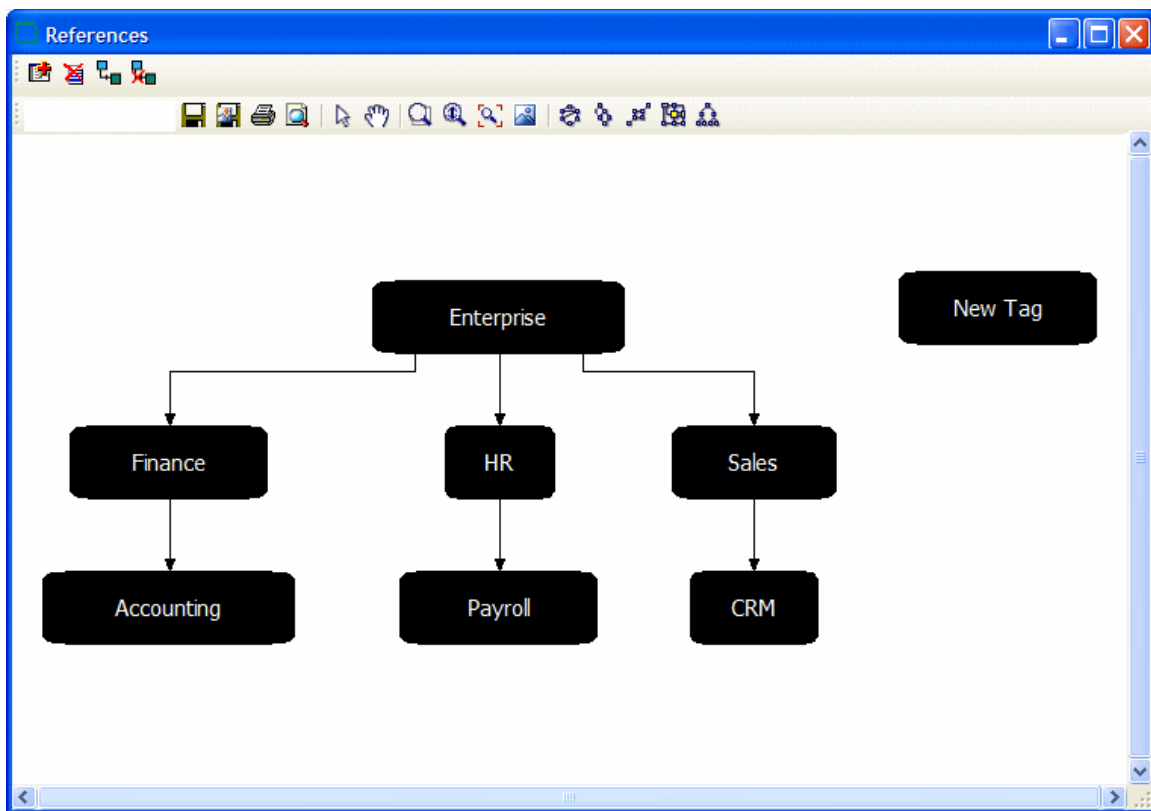 References
New Tag
Enterprise
Finance
HR
Sales
Accounting
Payroll
CRM